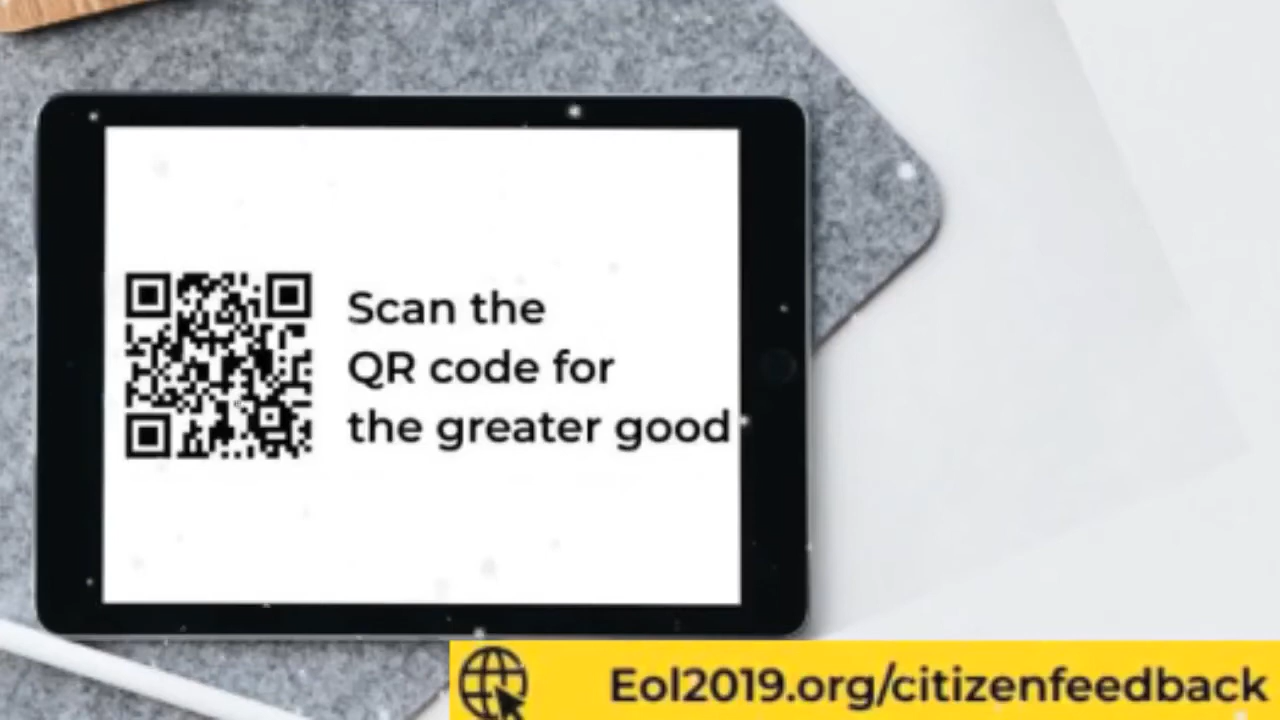 Scan the
QR code for
the greater good
Eol2019.org/citizenfeedback